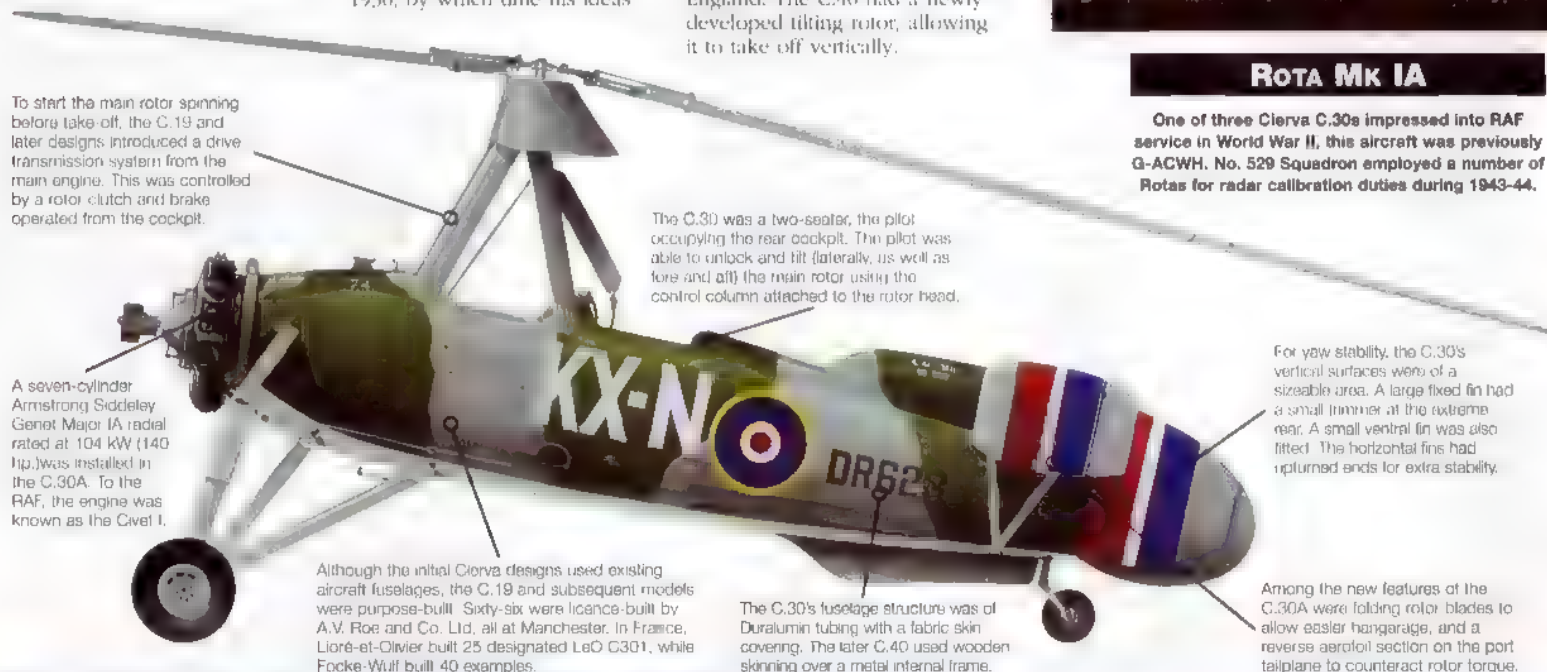 by which time his ideas
England. The C.40 had a newly
developed tilting rotor, allowing
it to take off vertically.
ROTA MK IA
One of three Cierva C.30s impressed into RAF
service in World War II, this aircraft was previously
G-ACWH. No. 529 Squadron employed a number of
Rotas for radar calibration duties during 1943-44.
To start the main rotor spinning
before take-off, the C.19 and
later designs introduced a drive
transmission system from the
main engine. This was controlled
by a rotor clutch and brake
operated from the cockpit.
The C.30 was a two-seater, the pilot
occupying the rear cockpit. The pilot was
able to unlock and tilt (laterally, as well as
fore and aft) the main rotor using the
control column attached to the rotor head.
A seven-cylinder
Armstrong Siddeley
Genet Major IA radial
rated at 104 kW (140
hp.)was installed in
the C.30A. To the
RAF, the engine was
known as the Civet I.
KX-N
DR62
For yaw stability, the C.30's
vertical surfaces were of a
sizeable area. A large fixed fin had
a small trimmer at the extreme
rear. A small ventral fin was also
fitted. The horizontal fins had
upturned ends for extra stability.
Although the initial Cierva designs used existing
aircraft fuselages, the C.19 and subsequent models
were purpose-built. Sixty-six were licence-built by
A.V. Roe and Co. Ltd, all at Manchester. In France,
Lioré-et-Olivier built 25 designated LeO C301, while
Focke-Wulf built 40 examples.
The C.30's fuselage structure was of
Duralumin tubing with a fabric skin
covering. The later C.40 used wooden
skinning over a metal internal frame.
Among the new features of the
C.30A were folding rotor blades to
allow easier hangarage, and a
reverse aerofoil section on the port
tailplane to counteract rotor torque.